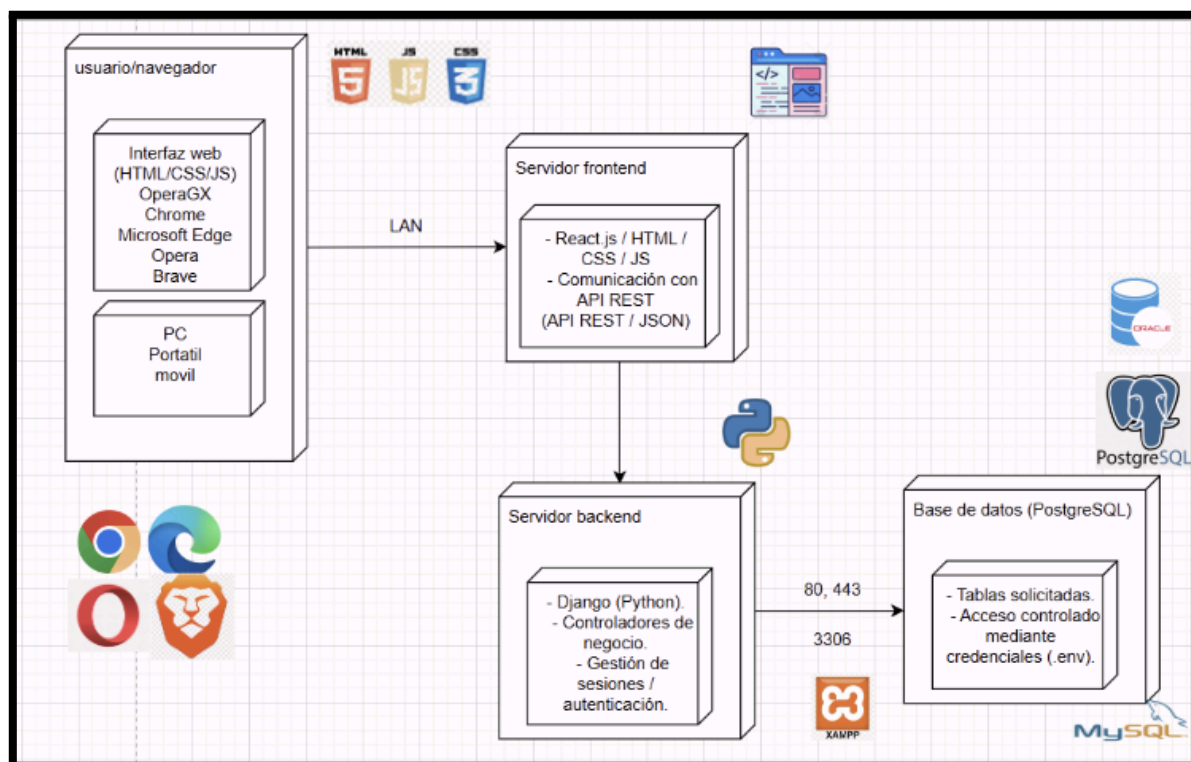 usuario/navegador
Interfaz web
(HTML/CSS/JS)
OperaGX
Chrome
Microsoft Edge
Opera
Brave
PC
Portatil
movil
HTML
5
JS
JS
CSS
3
</>
LAN
Servidor frontend
- React.js / HTML /
CSS / JS
- Comunicación con
API REST
(API REST / JSON)
ORACLE
PostgreSQL
Servidor backend
- Django (Python).
- Controladores de
negocio.
- Gestión de
sesiones /
autenticación.
80, 443
3306
XAMPP
Base de datos (PostgreSQL)
- Tablas solicitadas.
- Acceso controlado
mediante
credenciales (.env).
MySQL